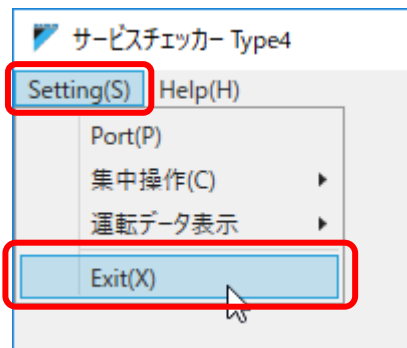 サービスチェッカー Type4
Setting(S) Help(H)
Port(P)
集中操作(C)
運転データ表示
Exit(X)